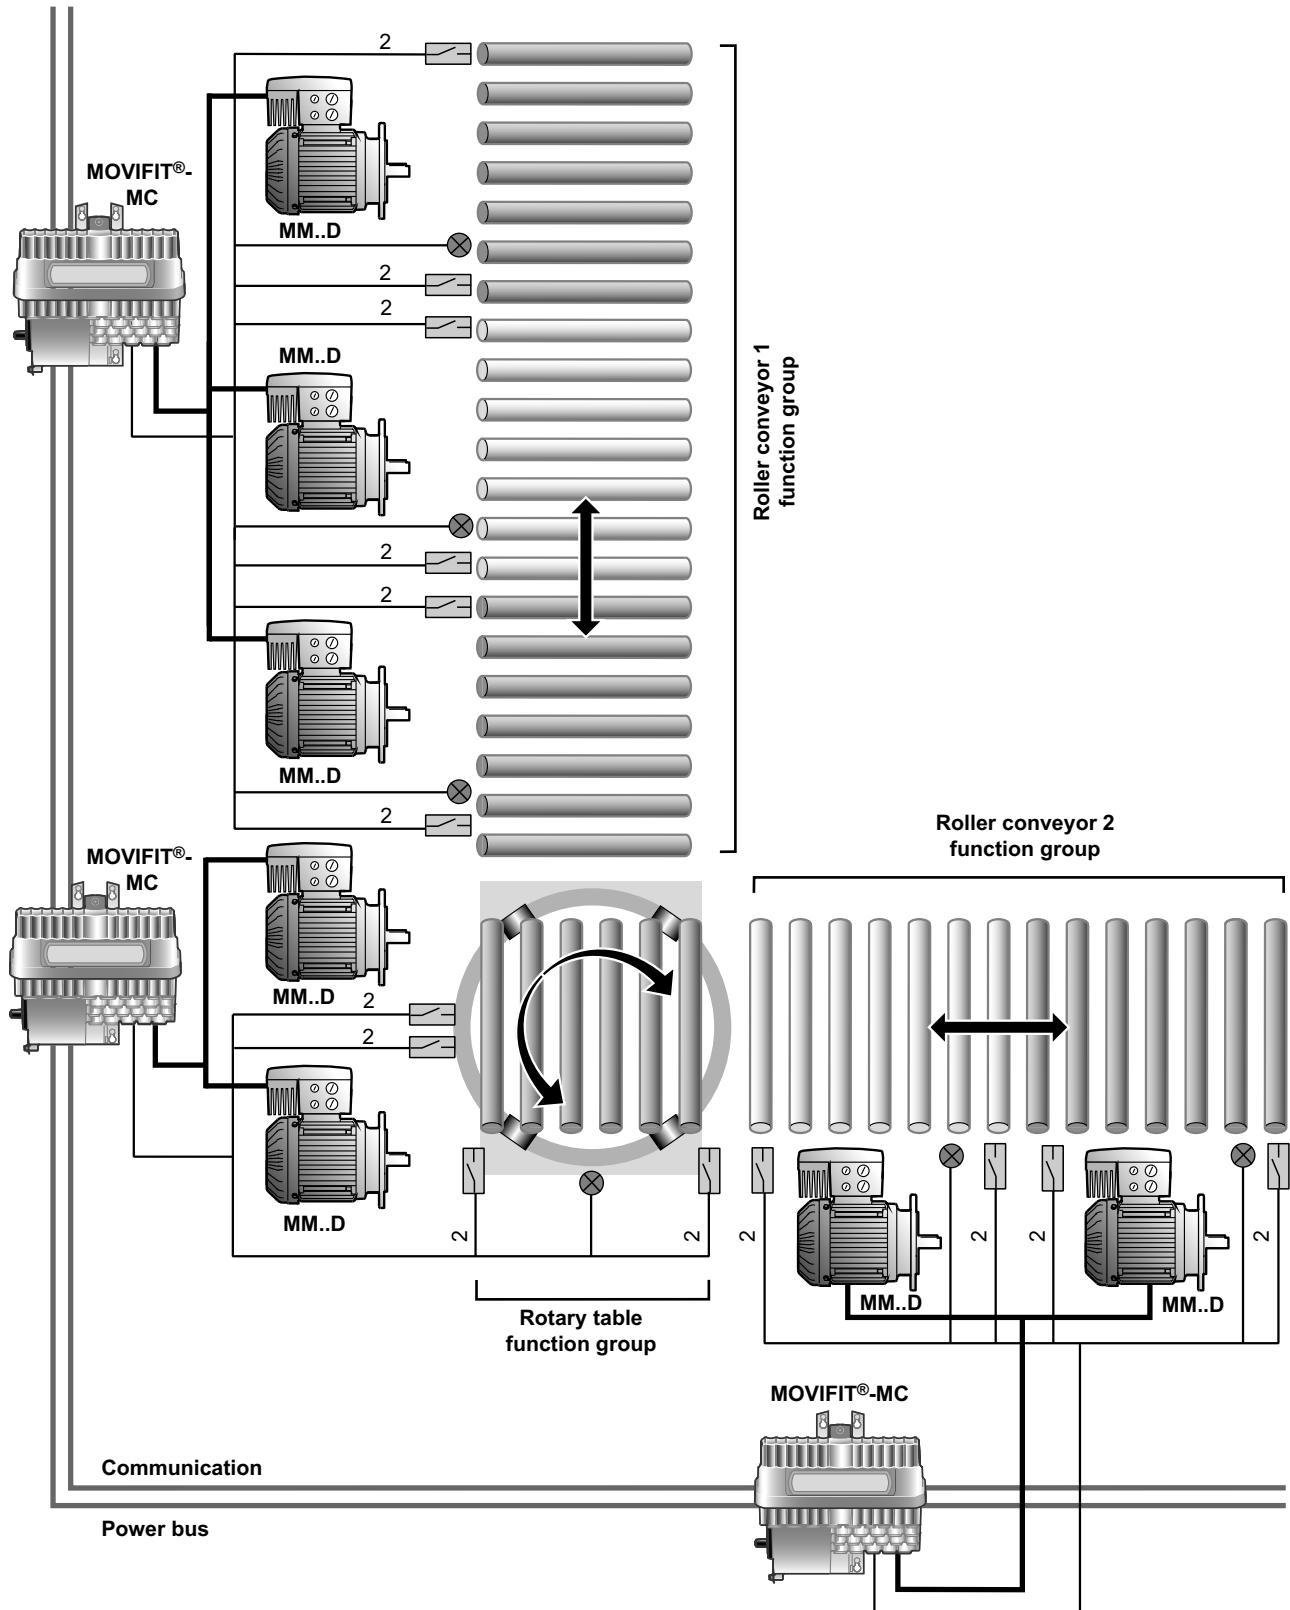 2
MOVIFIT®-
MC
MM..D
2
2
MM..D
Roller conveyor 1
function group
2
2
MM..D
2
Roller conveyor 2
function group
MOVIFIT®-
MC
MM..D
2
2
MM..D
2
2
2
2
2
2
MM..D
MM..D
Rotary table
function group
MOVIFIT®-MC
Communication
Power bus